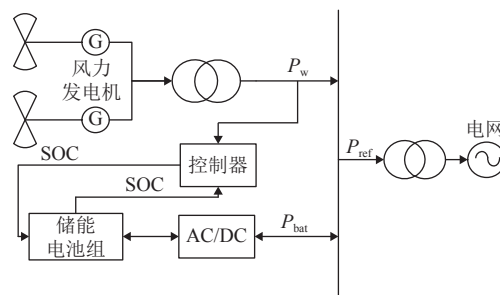 G
风力
发电机
G
P_w
电网
P_ref
SOC
控制器
SOC
储能
电池组
AC/DC
P_bat